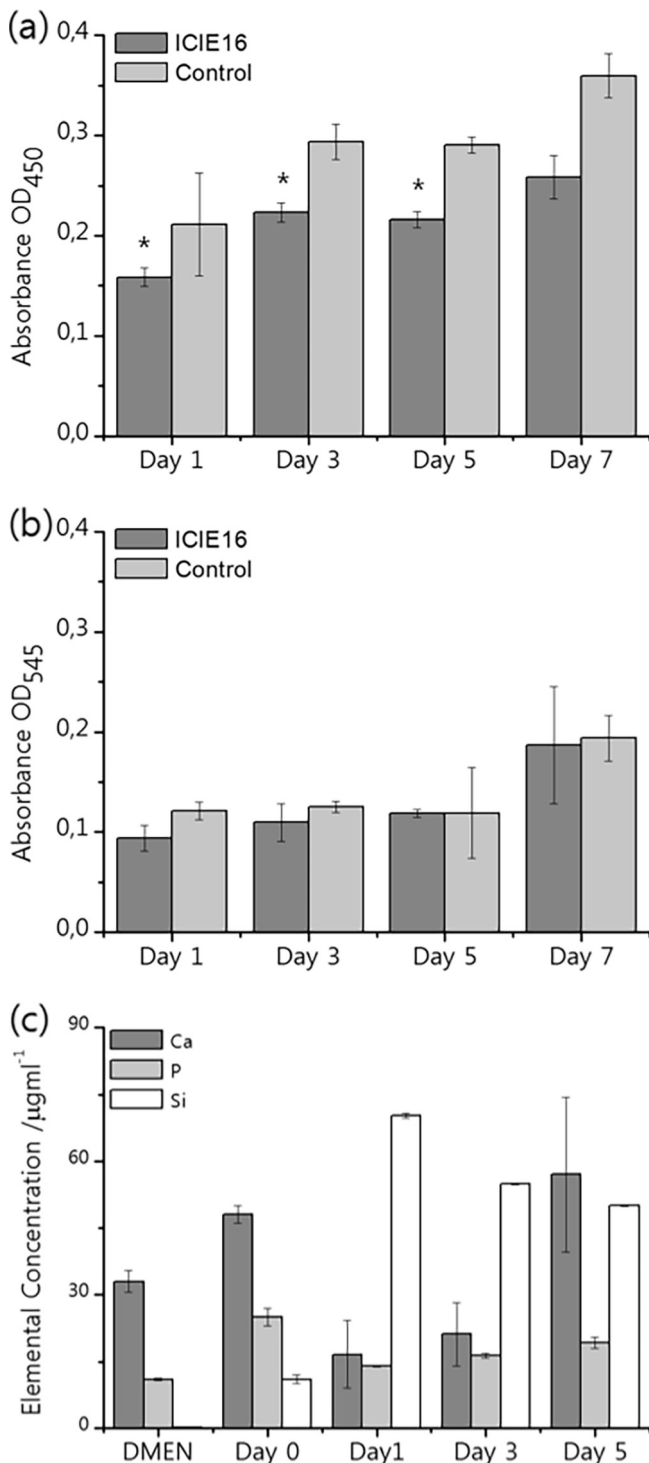 (a)
0,4
0,3
0,2
0,1
0,0
Absorbance OD450
ICIE16
Control
*
*
*
Day 1 Day 3 Day 5 Day 7
(b)
0,4
0,3
0,2
0,1
0,0
Absorbance OD545
ICIE16
Control
Day 1 Day 3 Day 5 Day 7
(c)
90
60
30
0
Elemental Concentration /µgml-1
Ca
P
Si
DMEN Day 0 Day1 Day 3 Day 5